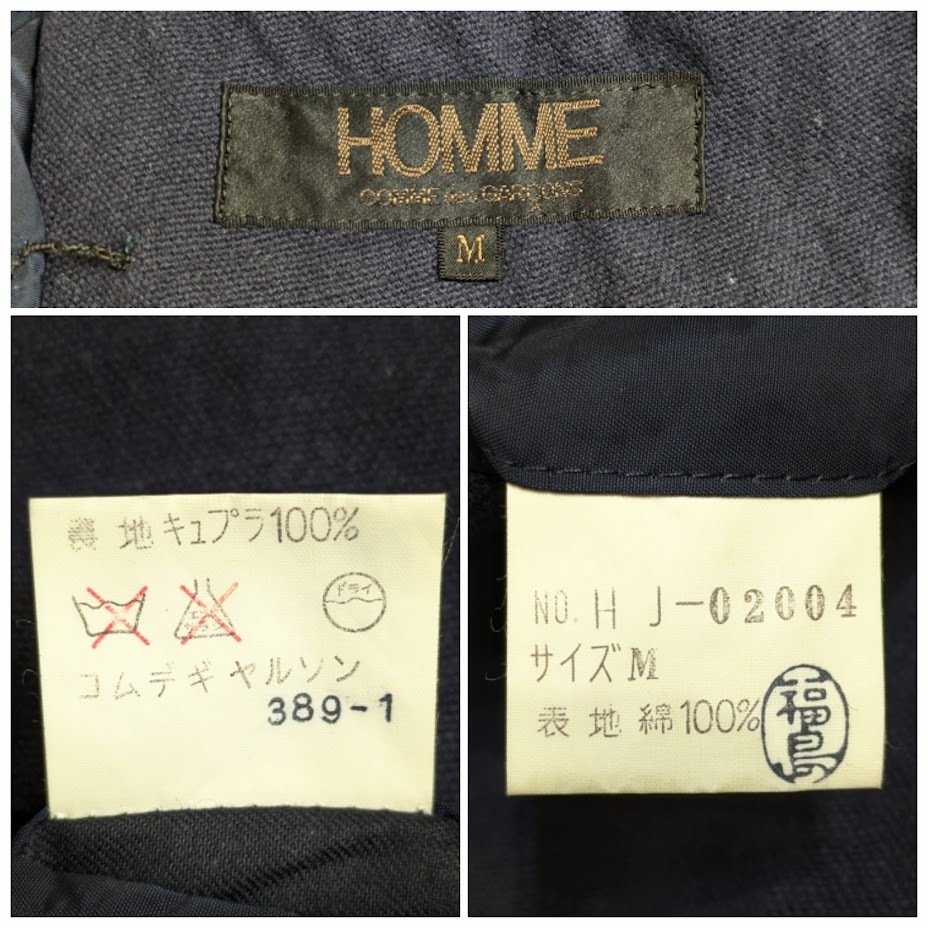 HOMME
COMME des GARÇONS
M
表地キュプラ100%
ドライ
コムデギヤルソン
389-1
NO. HJ-02004
サイズM
表地綿100%
福島